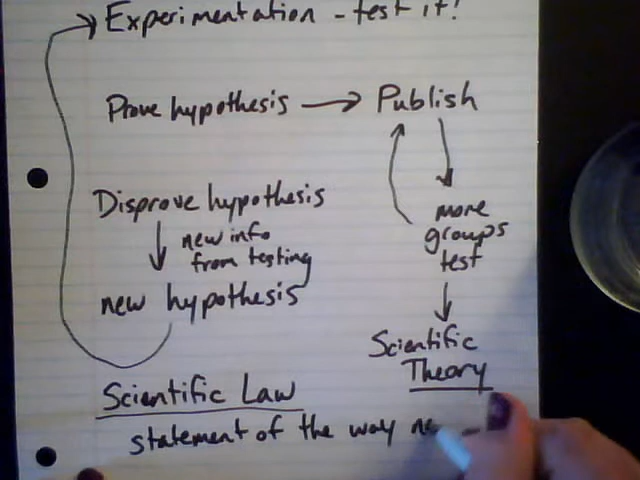 Experimentation - test it!
Prove hypothesis → Publish
Disprove hypothesis
new info
from testing
new hypothesis
more
groups
test
Scientific
Theory
Scientific Law
statement of the way